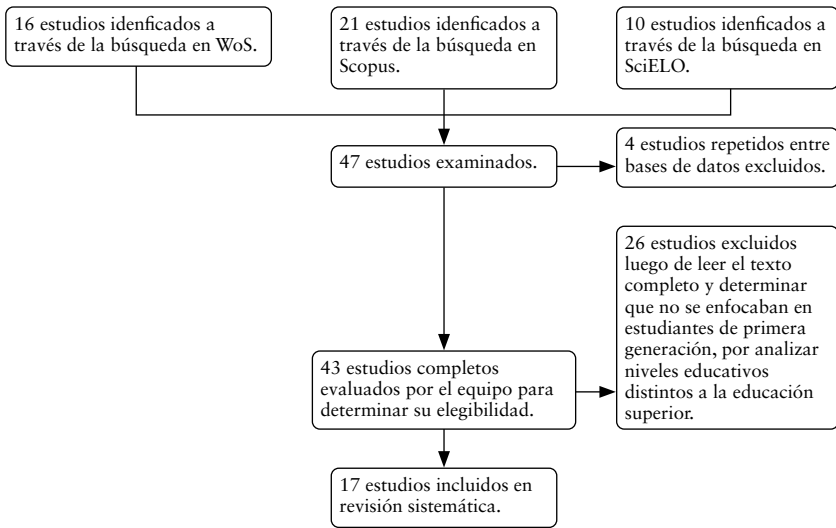 16 estudios idenficados a
través de la búsqueda en WoS.
21 estudios idenficados a
través de la búsqueda en
Scopus.
10 estudios idenficados a
través de la búsqueda en
SciELO.
47 estudios examinados.
4 estudios repetidos entre
bases de datos excluidos.
26 estudios excluidos
luego de leer el texto
completo y determinar
que no se enfocaban en
estudiantes de primera
generación, por analizar
niveles educativos
distintos a la educación
superior.
43 estudios completos
evaluados por el equipo para
determinar su elegibilidad.
17 estudios incluidos en
revisión sistemática.